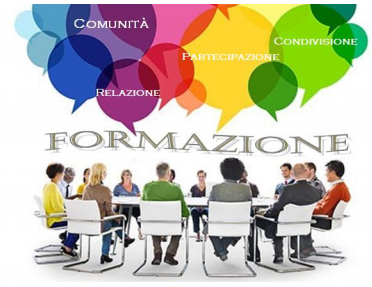 Comunità
Condivisione
Partecipazione
Relazione
FORMAZIONE